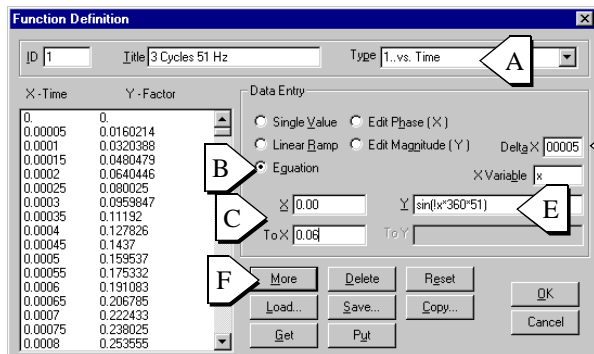 Function Definition
ID 1 Title 3 Cycles 51 Hz Type 1..vs. Time A
X - Time Y - Factor
0. 0.
0.00005 0.0160214
0.0001 0.0320388
0.00015 0.0480479
0.0002 0.0640446
0.00025 0.080025
0.0003 0.0959847
0.00035 0.11192
0.0004 0.127826
0.00045 0.1437
0.0005 0.159537
0.00055 0.175332
0.0006 0.191083
0.00065 0.206785
0.0007 0.222433
0.00075 0.238025
0.0008 0.253555
Data Entry
Single Value Edit Phase ( X )
Linear Ramp Edit Magnitude ( Y ) Delta X 00005
B Equation X Variable x
C X 0.00 Y sin(!x*360*51) E
To X 0.06 To Y
F More Delete Reset
Load... Save... Copy...
Get Put
OK
Cancel